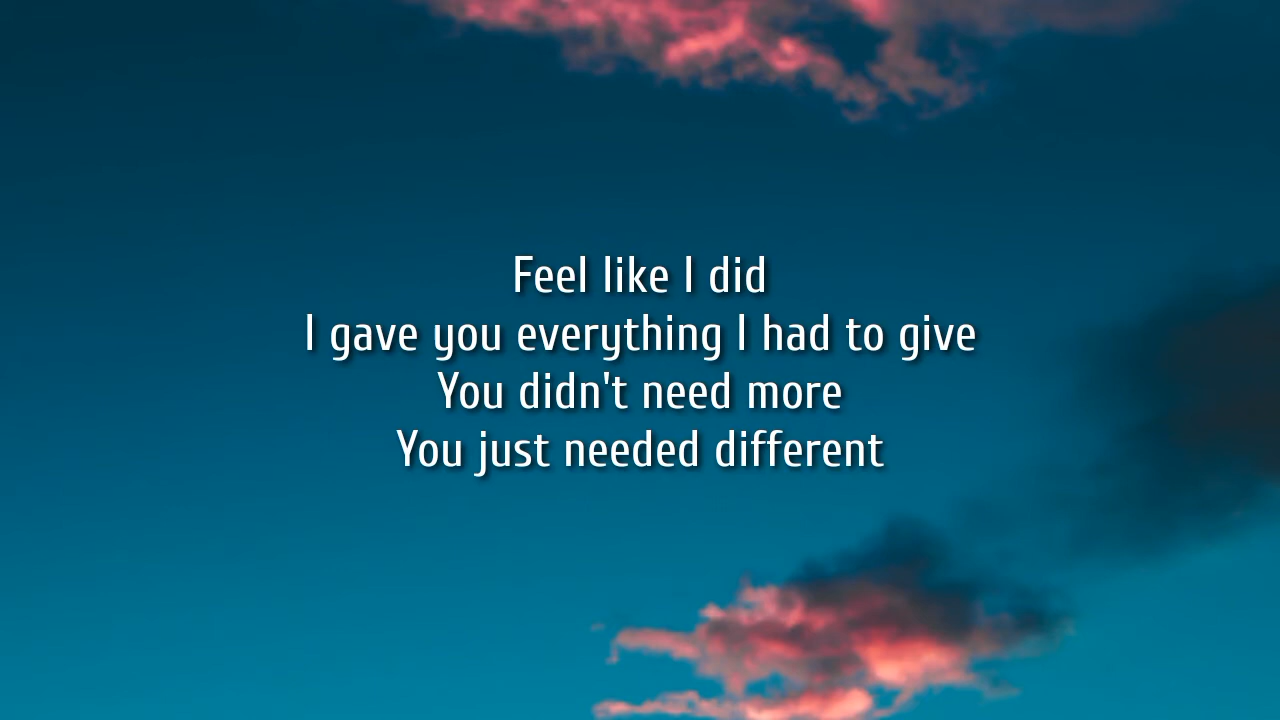 Feel like I did
I gave you everything I had to give
You didn't need more
You just needed different